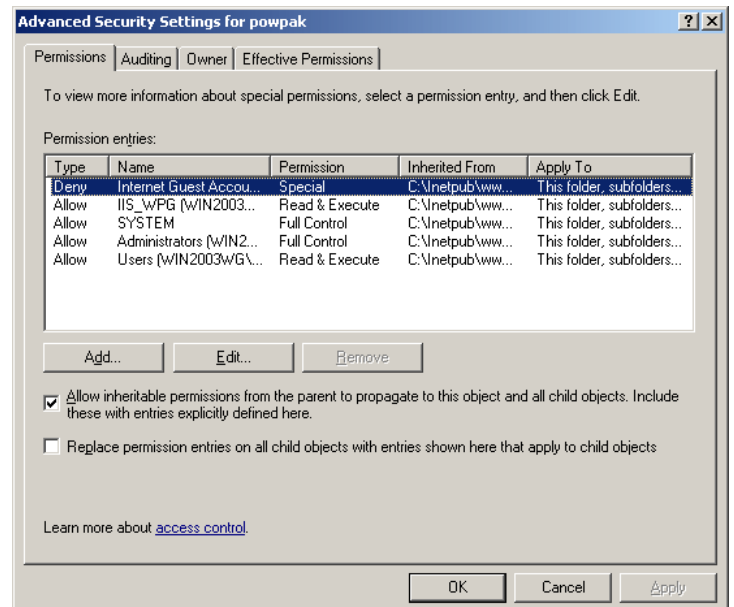 Advanced Security Settings for powpak
Permissions Auditing Owner Effective Permissions
To view more information about special permissions, select a permission entry, and then click Edit.
Permission entries:
Type Name Permission Inherited From Apply To
Deny Internet Guest Accou... Special C:\Inetpub\ww... This folder, subfolders...
Allow IIS_WPG (WIN2003... Read & Execute C:\Inetpub\ww... This folder, subfolders...
Allow SYSTEM Full Control C:\Inetpub\ww... This folder, subfolders...
Allow Administrators (WIN2... Full Control C:\Inetpub\ww... This folder, subfolders...
Allow Users (WIN2003WG\... Read & Execute C:\Inetpub\ww... This folder, subfolders...
Add... Edit... Remove
Allow inheritable permissions from the parent to propagate to this object and all child objects. Include
these with entries explicitly defined here.
Replace permission entries on all child objects with entries shown here that apply to child objects
Learn more about access control.
OK Cancel Apply